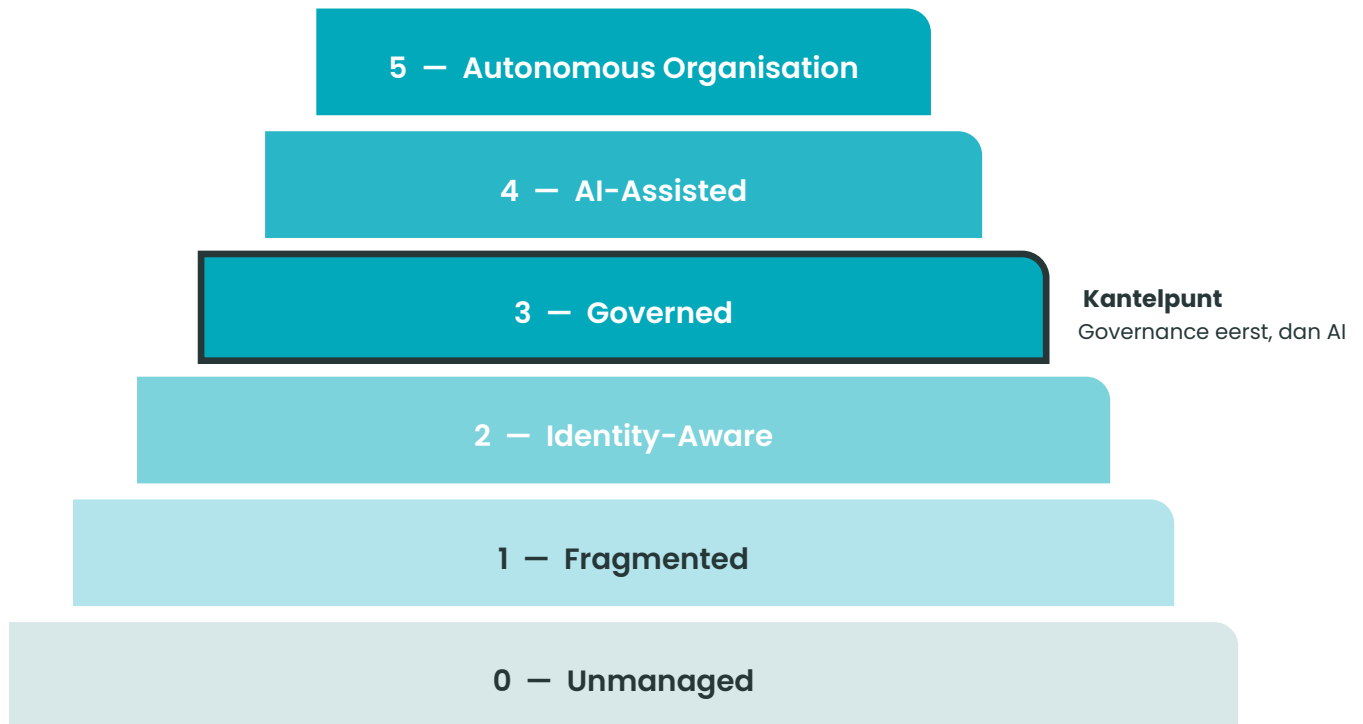 5 — Autonomous Organisation
4 — AI-Assisted
3 — Governed
Kantelpunt
Governance eerst, dan AI
2 — Identity-Aware
1 — Fragmented
0 — Unmanaged